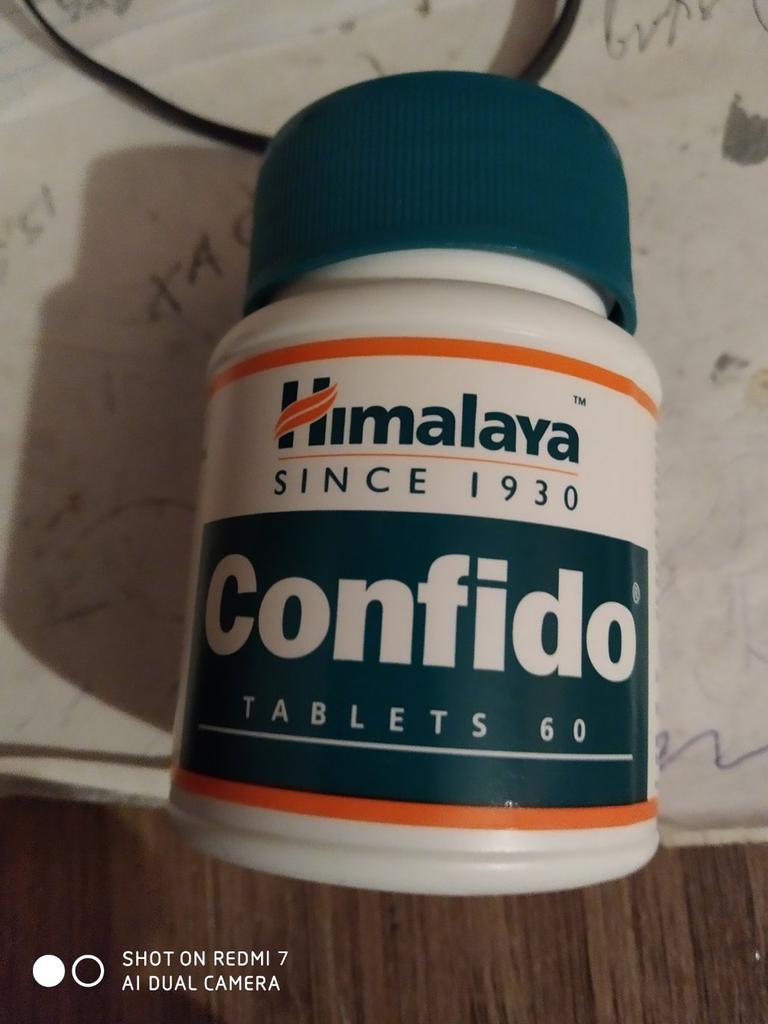 Himalaya™
SINCE 1930
Confido®
TABLETS 60
SHOT ON REDMI 7
AI DUAL CAMERA